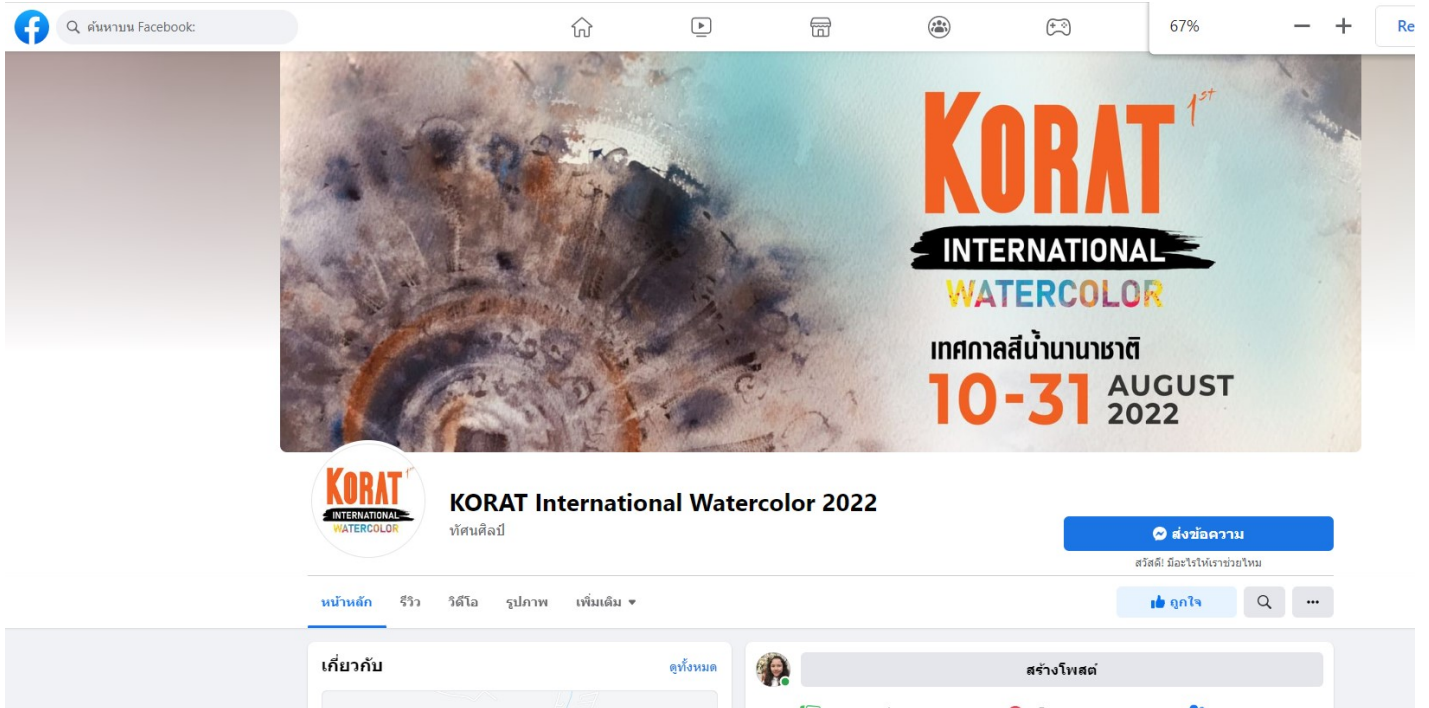 ค้นหาบน Facebook:
67%
Re
KORAT 1st
INTERNATIONAL
WATERCOLOR
เทศกาลสีน้ำนานาชาติ
10-31 AUGUST 2022
KORAT 1st
INTERNATIONAL
WATERCOLOR
KORAT International Watercolor 2022
ทัศนศิลป์
ส่งข้อความ
สวัสดี! มีอะไรให้เราช่วยไหม
หน้าหลัก รีวิว วิดีโอ รูปภาพ เพิ่มเติม
ถูกใจ
เกี่ยวกับ
ดูทั้งหมด
สร้างโพสต์